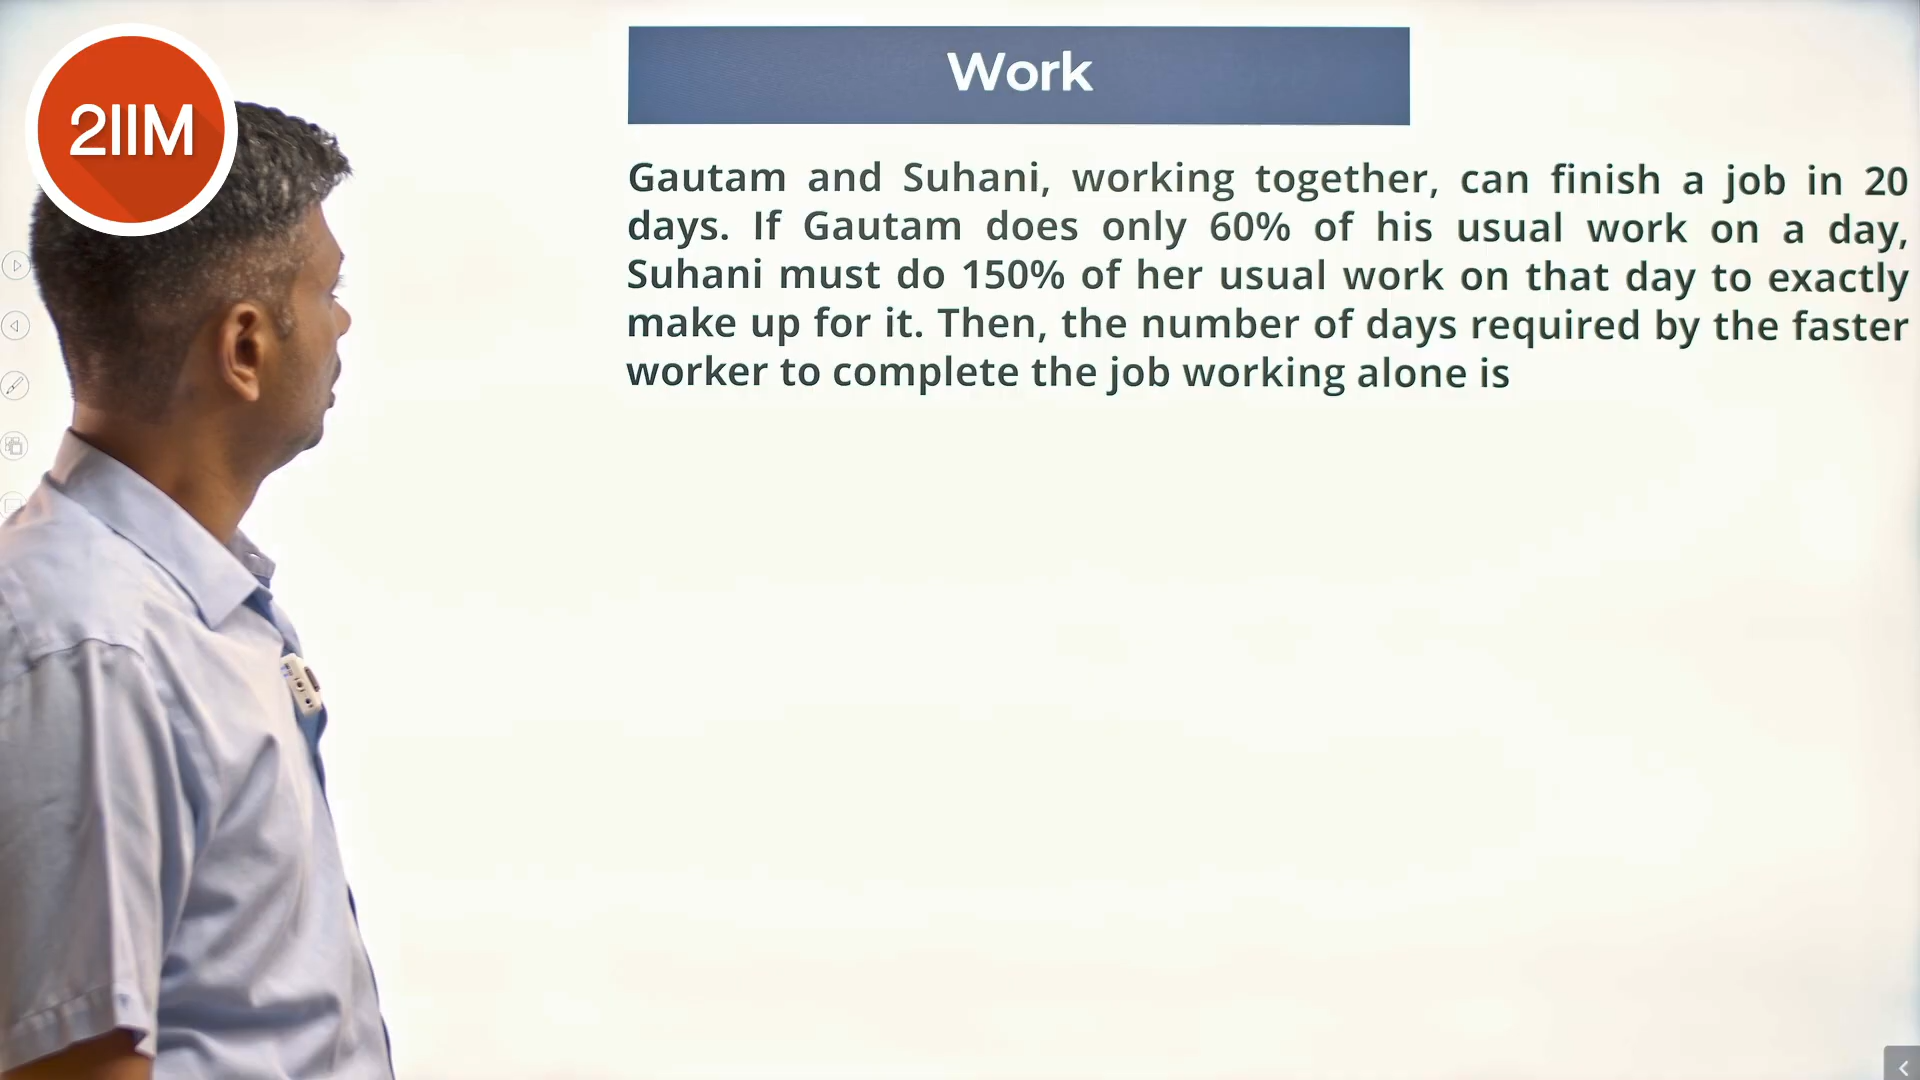 2IIM
Work
Gautam and Suhani, working together, can finish a job in 20
days. If Gautam does only 60% of his usual work on a day,
Suhani must do 150% of her usual work on that day to exactly
make up for it. Then, the number of days required by the faster
worker to complete the job working alone is